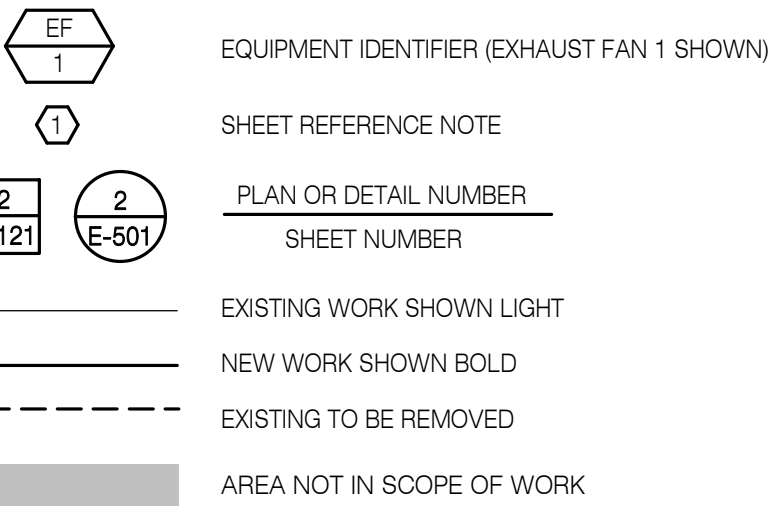 EF
1
EQUIPMENT IDENTIFIER (EXHAUST FAN 1 SHOWN)
1
SHEET REFERENCE NOTE
2
121
2
E-501
PLAN OR DETAIL NUMBER
SHEET NUMBER
EXISTING WORK SHOWN LIGHT
NEW WORK SHOWN BOLD
EXISTING TO BE REMOVED
AREA NOT IN SCOPE OF WORK